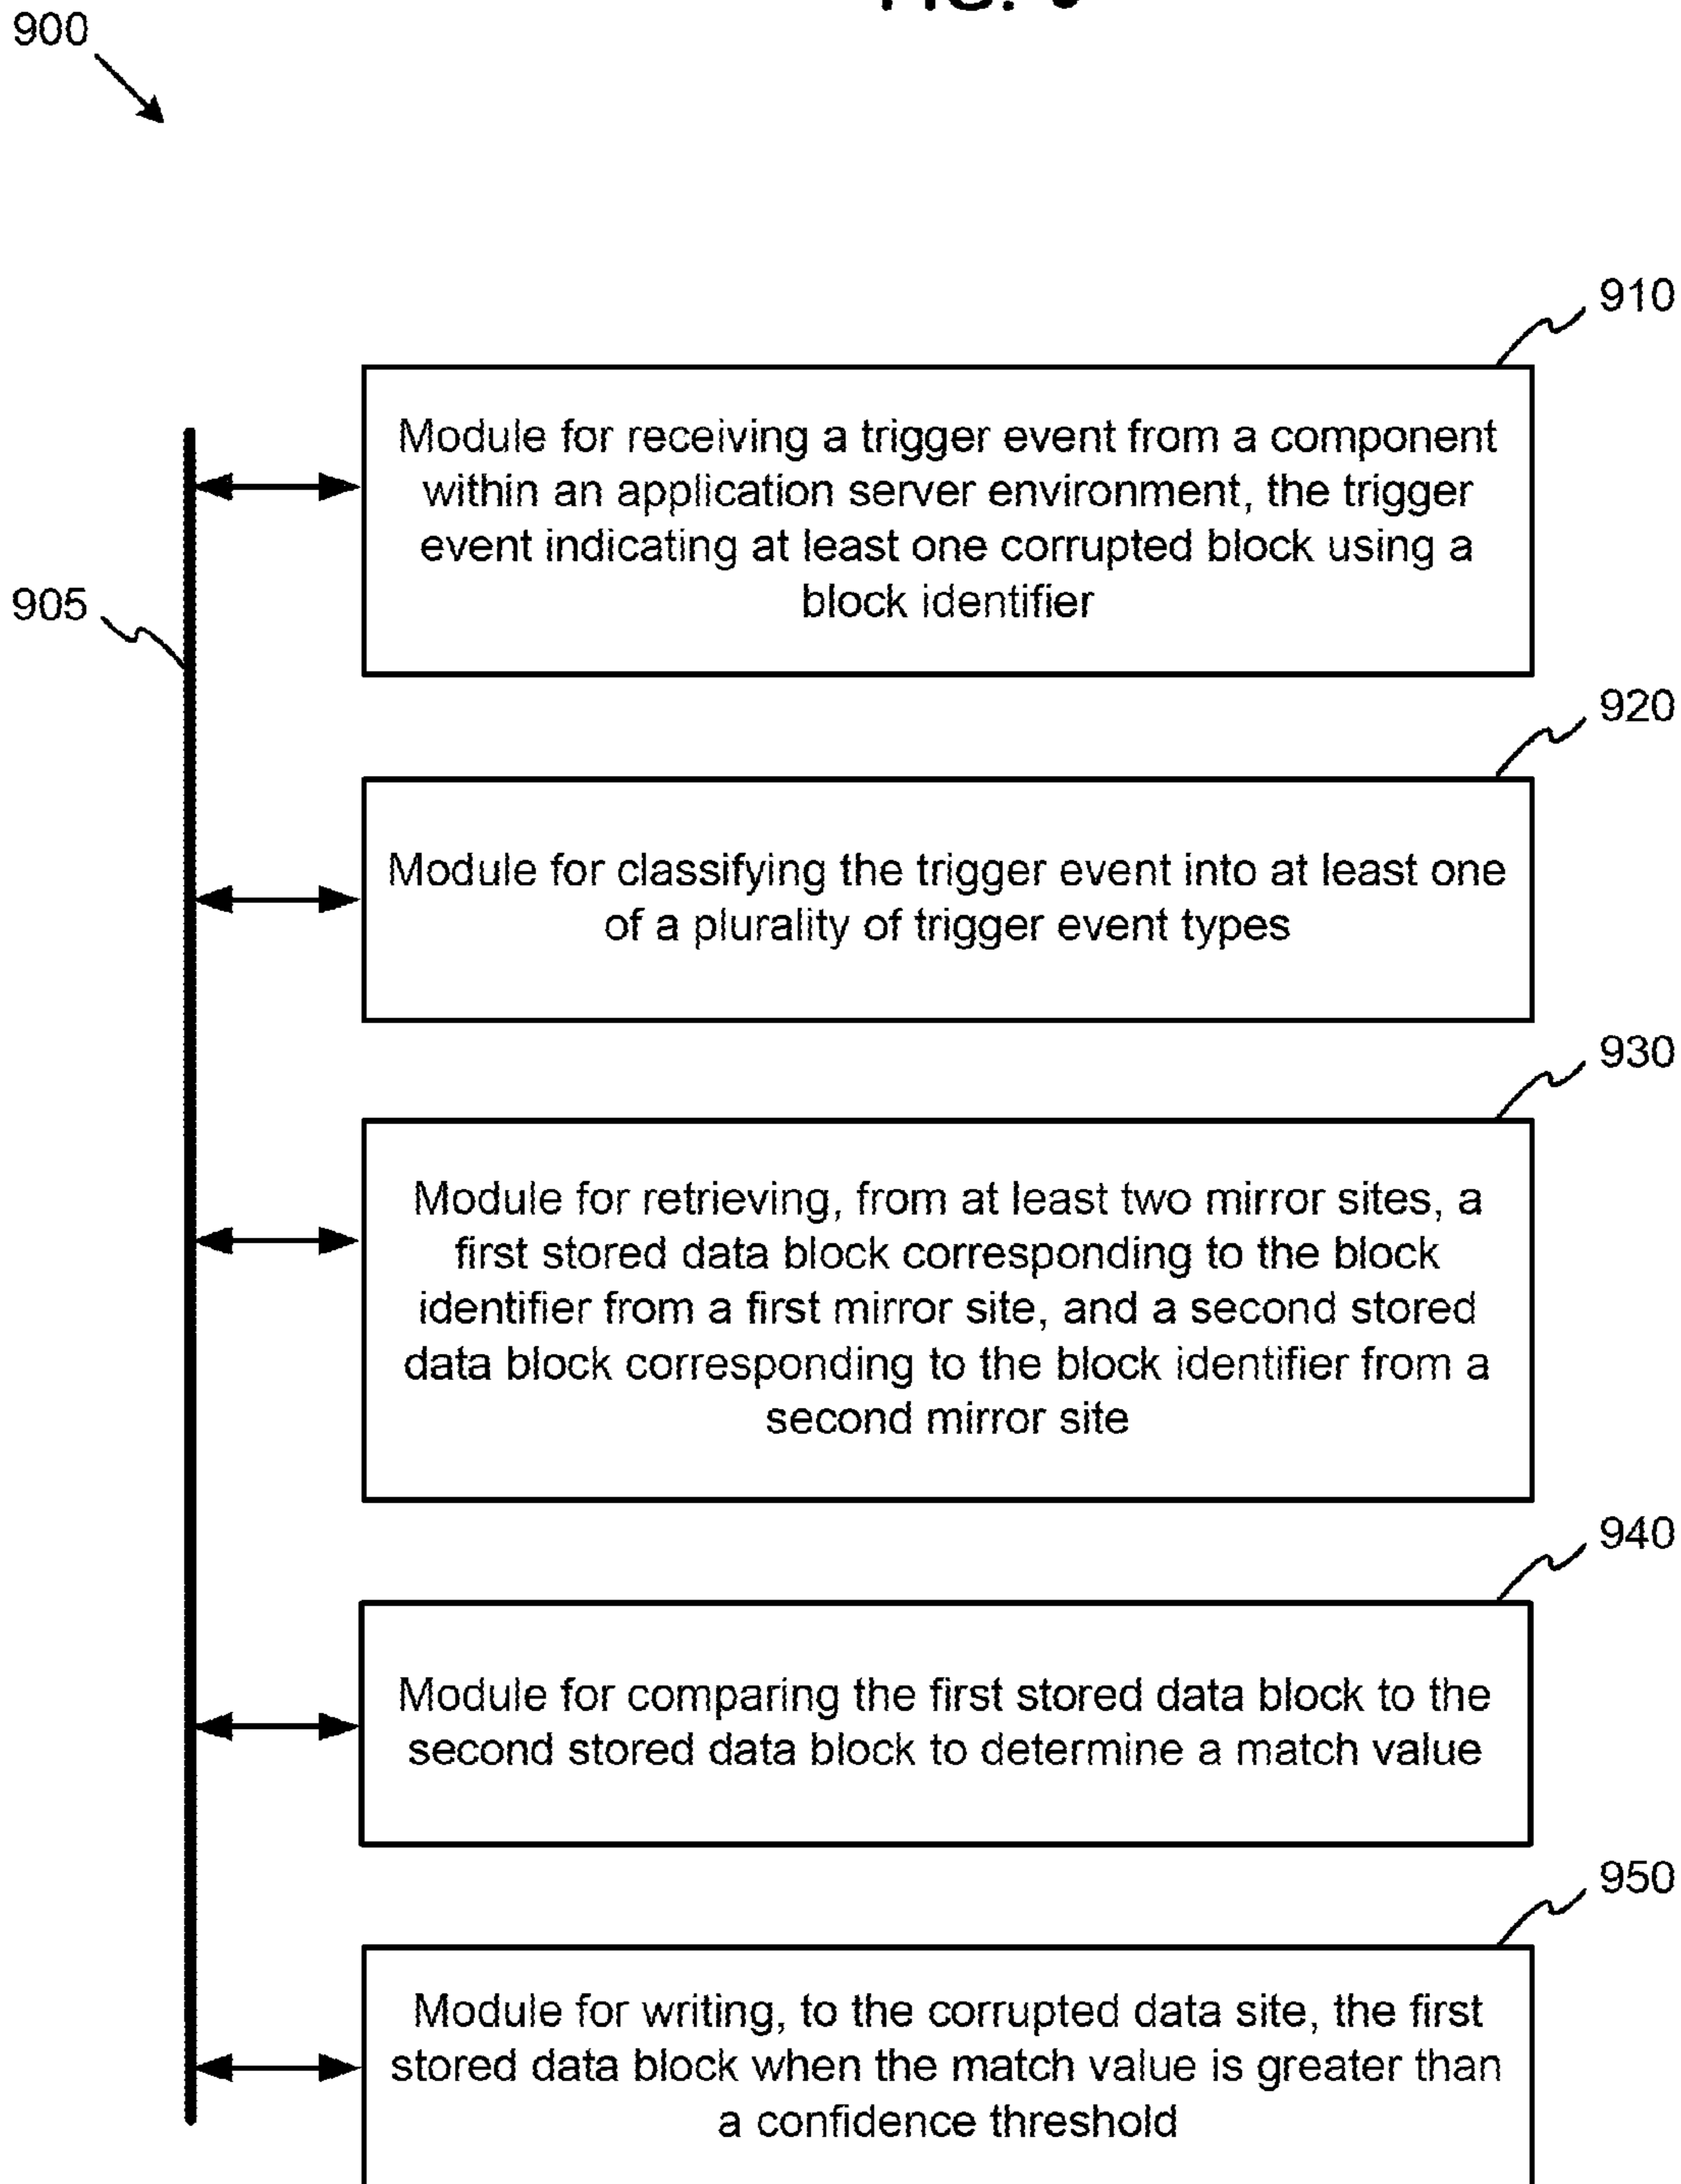 900
910
Module for receiving a trigger event from a component
within an application server environment, the trigger
event indicating at least one corrupted block using a
block identifier
905
920
Module for classifying the trigger event into at least one
of a plurality of trigger event types
930
Module for retrieving, from at least two mirror sites, a
first stored data block corresponding to the block
identifier from a first mirror site, and a second stored
data block corresponding to the block identifier from a
second mirror site
940
Module for comparing the first stored data block to the
second stored data block to determine a match value
950
Module for writing, to the corrupted data site, the first
stored data block when the match value is greater than
a confidence threshold